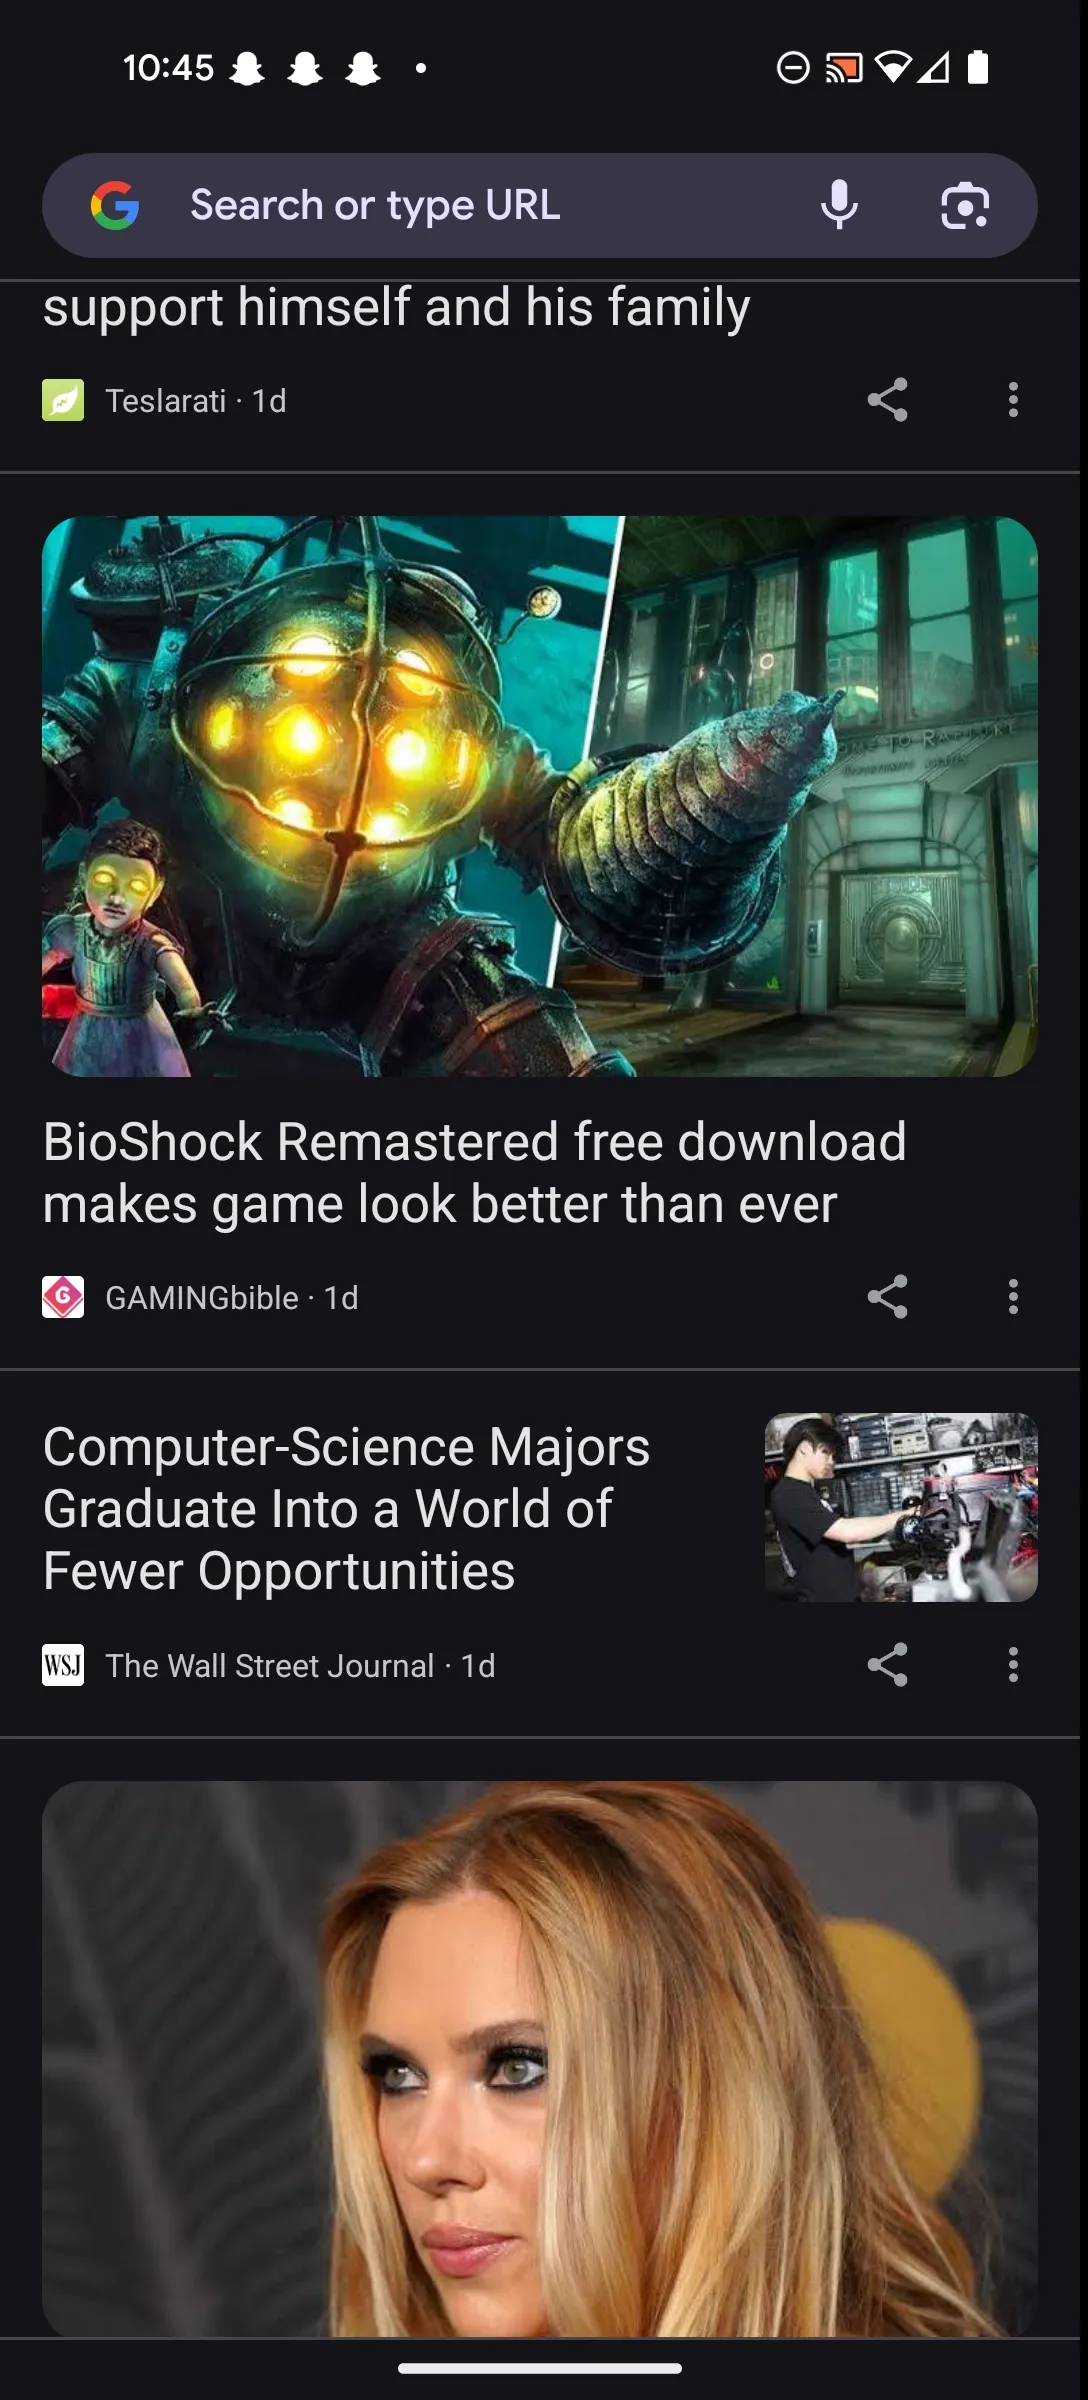 10:45
Search or type URL
support himself and his family
Teslarati · 1d
BioShock Remastered free download
makes game look better than ever
G
GAMINGbible · 1d
Computer-Science Majors
Graduate Into a World of
Fewer Opportunities
WSJ
The Wall Street Journal · 1d